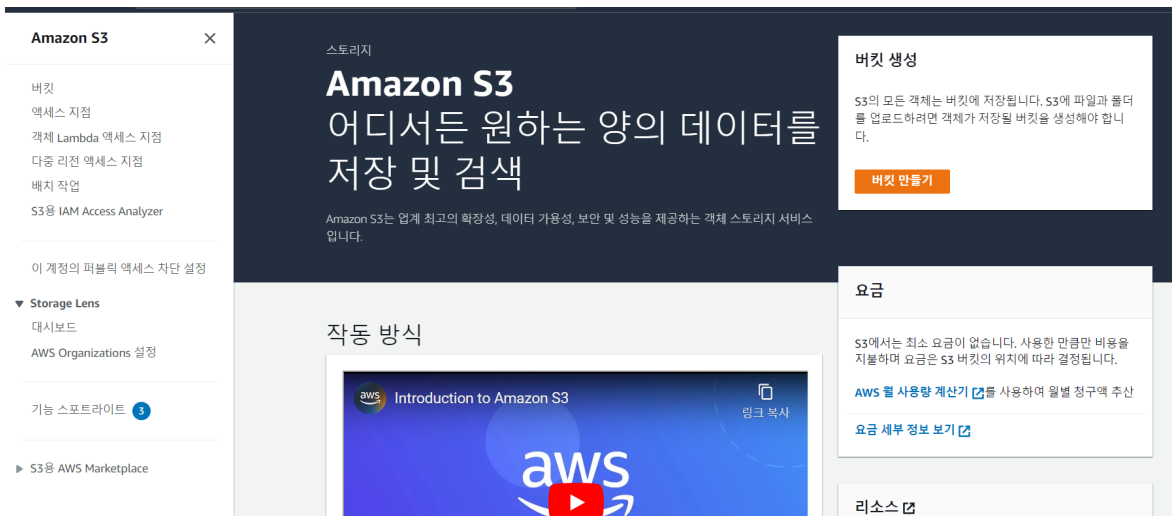 Amazon S3
버킷
액세스 지점
객체 Lambda 액세스 지점
다중 리전 액세스 지점
배치 작업
S3용 IAM Access Analyzer
이 계정의 퍼블릭 액세스 차단 설정
Storage Lens
대시보드
AWS Organizations 설정
기능 스포트라이트 3
S3용 AWS Marketplace
스토리지
Amazon S3
어디서든 원하는 양의 데이터를
저장 및 검색
Amazon S3는 업계 최고의 확장성, 데이터 가용성, 보안 및 성능을 제공하는 객체 스토리지 서비스
입니다.
작동 방식
aws
Introduction to Amazon S3
링크 복사
aws
버킷 생성
S3의 모든 객체는 버킷에 저장됩니다. S3에 파일과 폴더
를 업로드하려면 객체가 저장될 버킷을 생성해야 합니
다.
버킷 만들기
요금
S3에서는 최소 요금이 없습니다. 사용한 만큼만 비용을
지불하며 요금은 S3 버킷의 위치에 따라 결정됩니다.
AWS 월 사용량 계산기를 사용하여 월별 청구액 추산
요금 세부 정보 보기
리소스